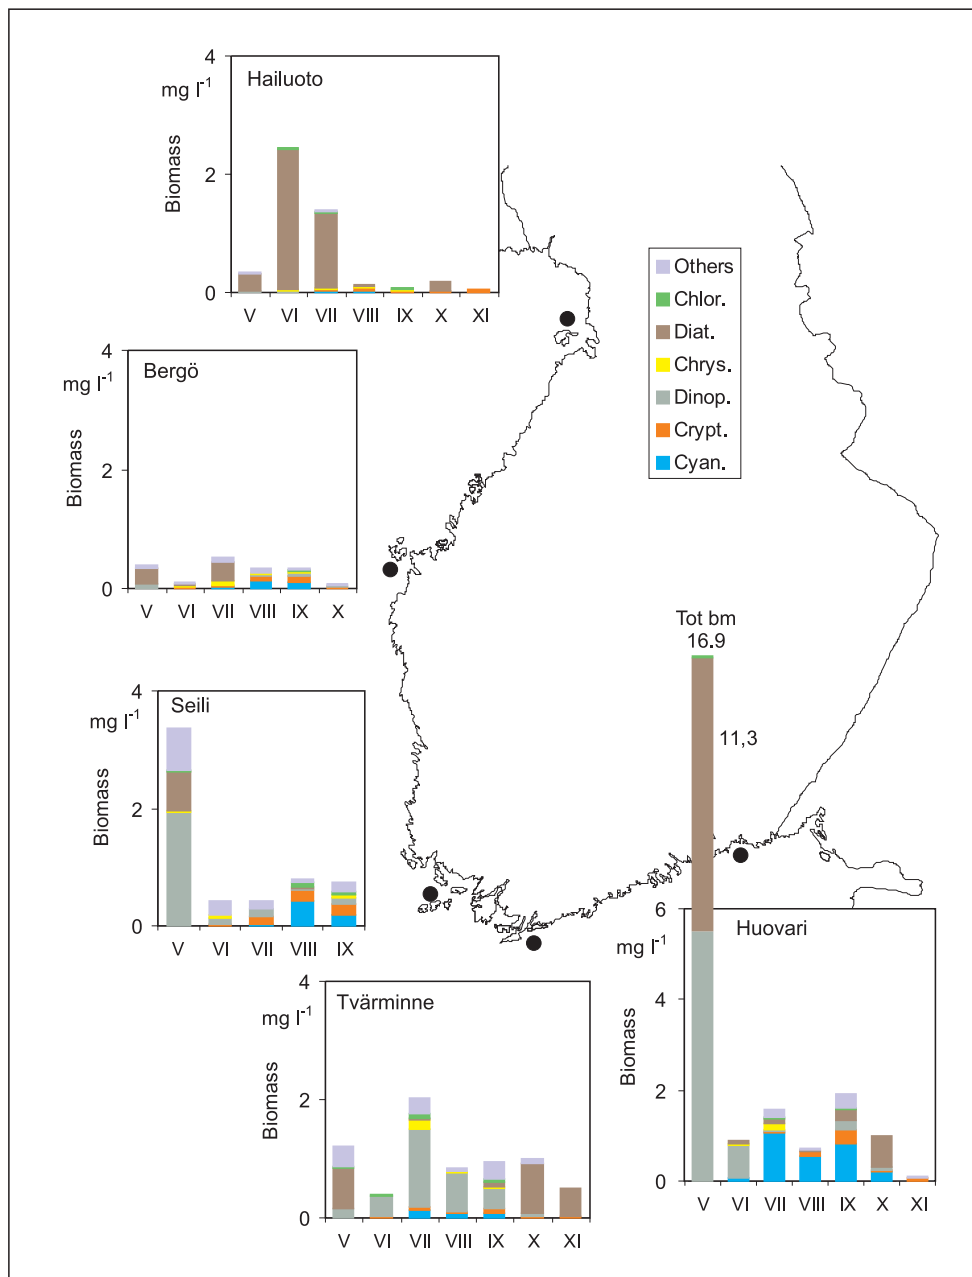 4
Hailuoto
mg l-1
Biomass
2
0
V VI VII VIII IX X XI
Others
Chlor.
Diat.
Chrys.
Dinop.
Crypt.
Cyan.
4
Bergö
mg l-1
Biomass
2
0
V VI VII VIII IX X
Tot bm
16.9
11,3
4
Seili
mg l-1
Biomass
2
0
V VI VII VIII IX
6
Huovari
mg l-1
4
Biomass
2
0
V VI VII VIII IX X XI
4
Tvärminne
mg l-1
Biomass
2
0
V VI VII VIII IX X XI